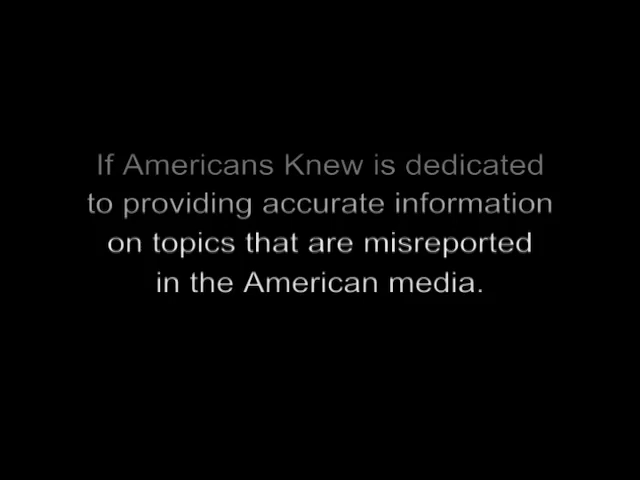 If Americans Knew is dedicated
to providing accurate information
on topics that are misreported
in the American media.